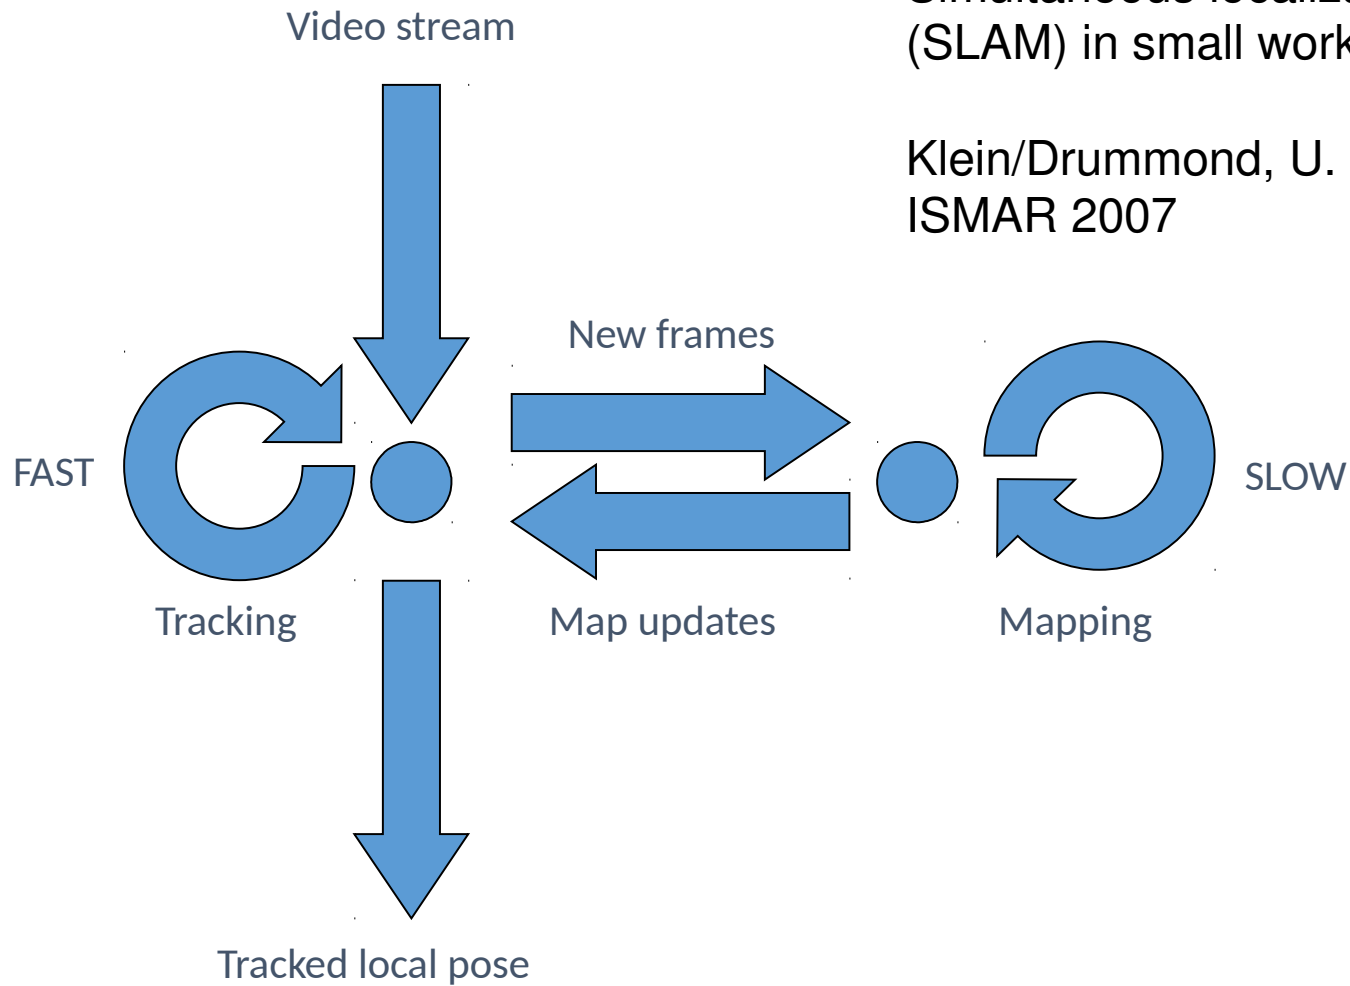 Video stream
(SLAM) in small
Klein/Drummond, U.
ISMAR 2007
New frames
FAST
SLOW
Tracking
Map updates
Mapping
Tracked local pose